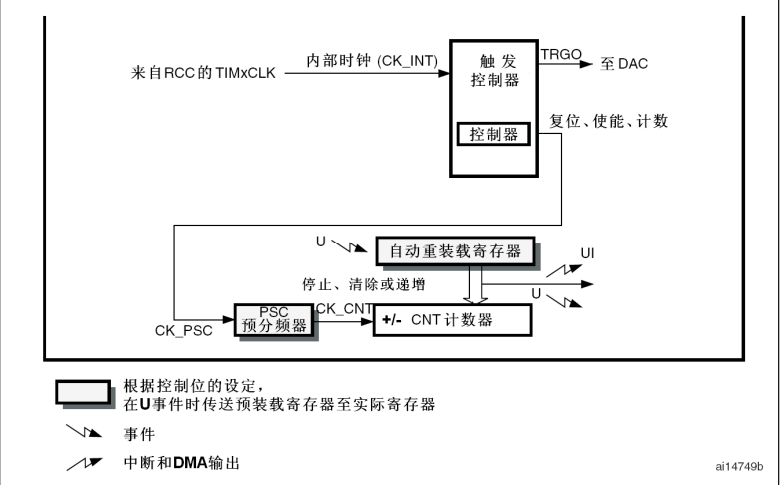 来自RCC的TIMxCLK
内部时钟 (CK_INT)
触 发
控制器
TRGO
至 DAC
控制器
复位、使能、计数
U
自动重装载寄存器
UI
停止、清除或递增
U
CK_PSC
PSC
预分频器
CK_CNT
+/- CNT 计数器
根据控制位的设定，
在U事件时传送预装载寄存器至实际寄存器
事件
中断和DMA输出
ai14749b